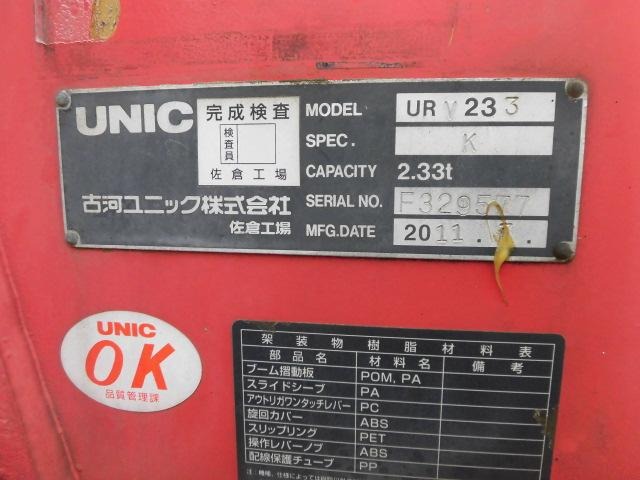 UNIC
完成検査
検査員
佐倉工場
古河ユニック株式会社
佐倉工場
MODEL URV233
SPEC. K
CAPACITY 2.33t
SERIAL NO. F329577
MFG.DATE 2011.
UNIC
OK
品質管理課
架装物樹脂材料表
部品名 材料名 備考
ブーム摺動板 POM, PA
スライドシーブ PA
アウトリガワンタッチレバー PC
旋回カバー ABS
スリップリング PET
操作レバーノブ ABS
配線保護チューブ PP